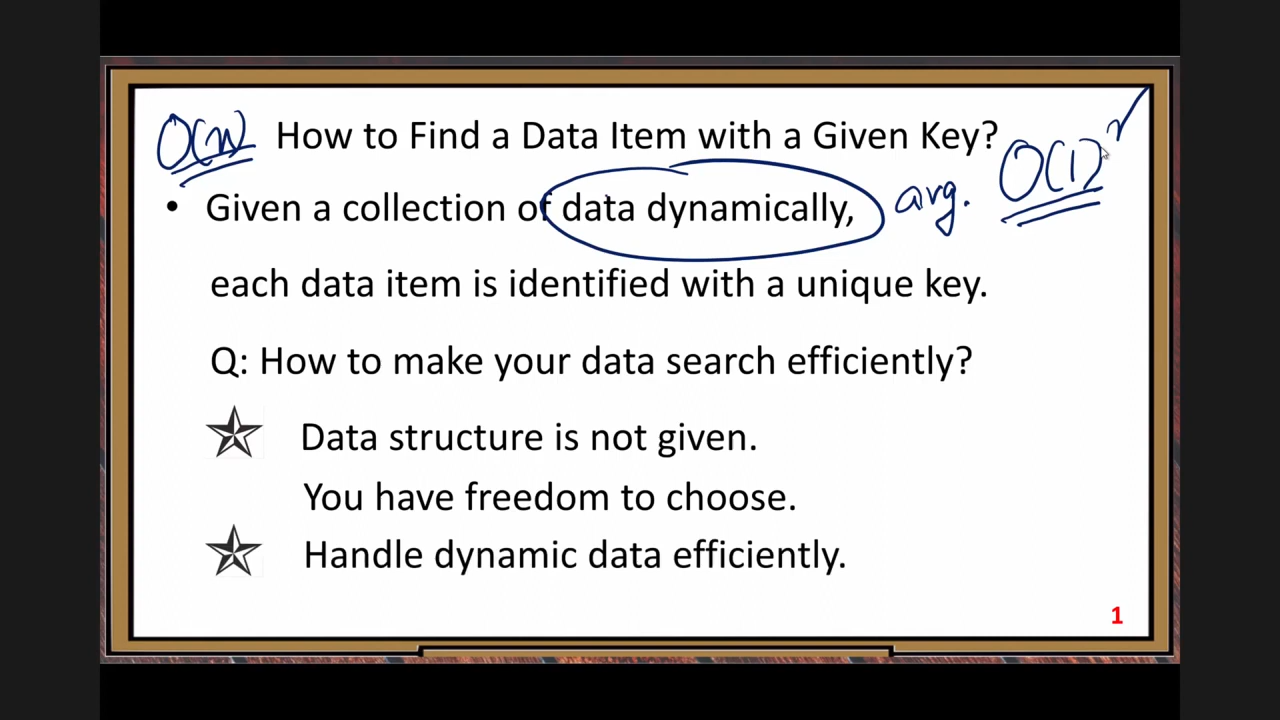 O(n) How to Find a Data Item with a Given Key? O(1)
• Given a collection of data dynamically, avg.
each data item is identified with a unique key.
Q: How to make your data search efficiently?
Data structure is not given.
You have freedom to choose.
Handle dynamic data efficiently.
1